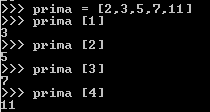 >>> prima = [2,3,5,7,11]
>>> prima [1]
3
>>> prima [2]
5
>>> prima [3]
7
>>> prima [4]
11